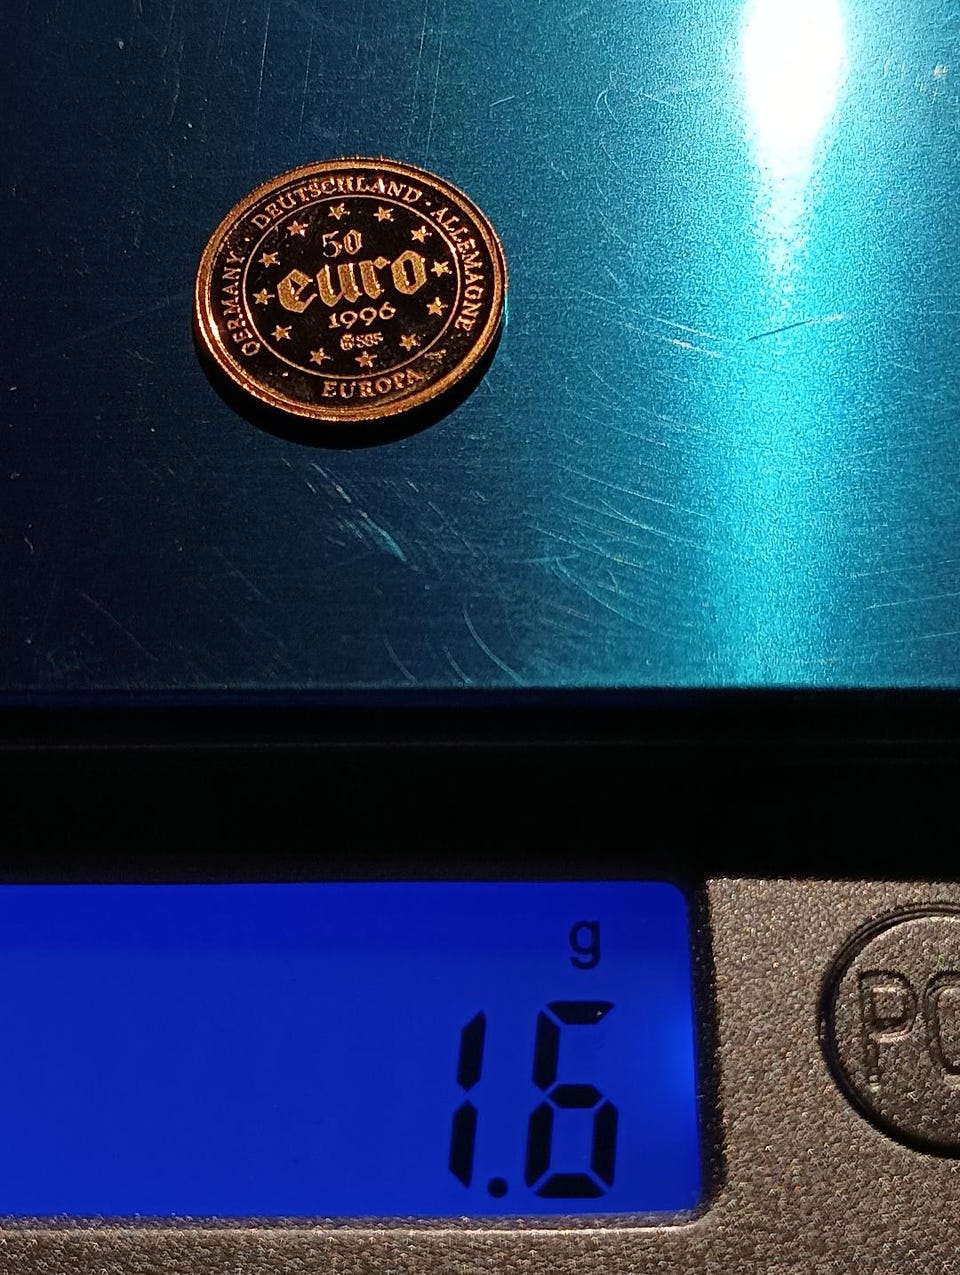 GERMANY · DEUTSCHLAND · ALLEMAGNE
50
euro
1996
585
EUROPA
g
1.6